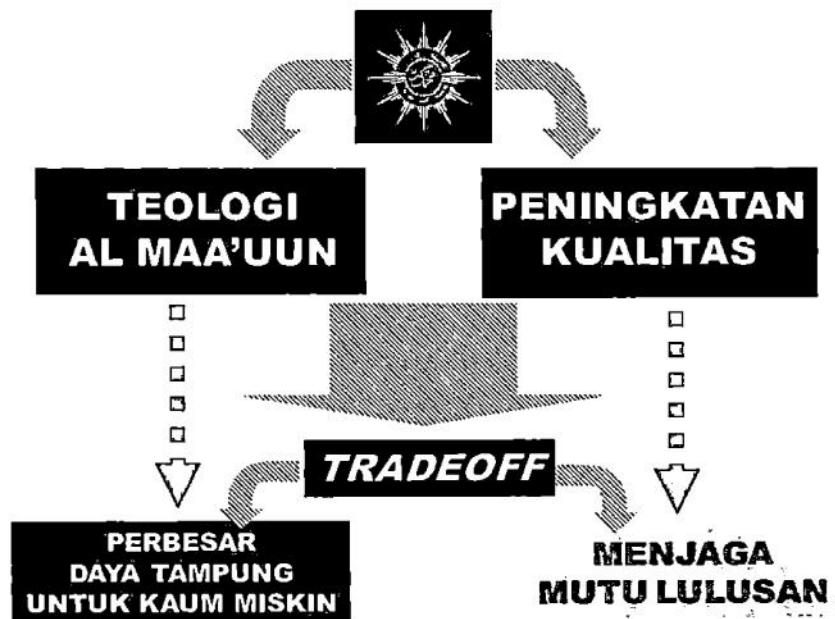 TEOLOGI
AL MAA'UUN
PENINGKATAN
KUALITAS
TRADEOFF
PERBESAR
DAYA TAMPUNG
UNTUK KAUM MISKIN
MENJAGA
MUTU LULUSAN